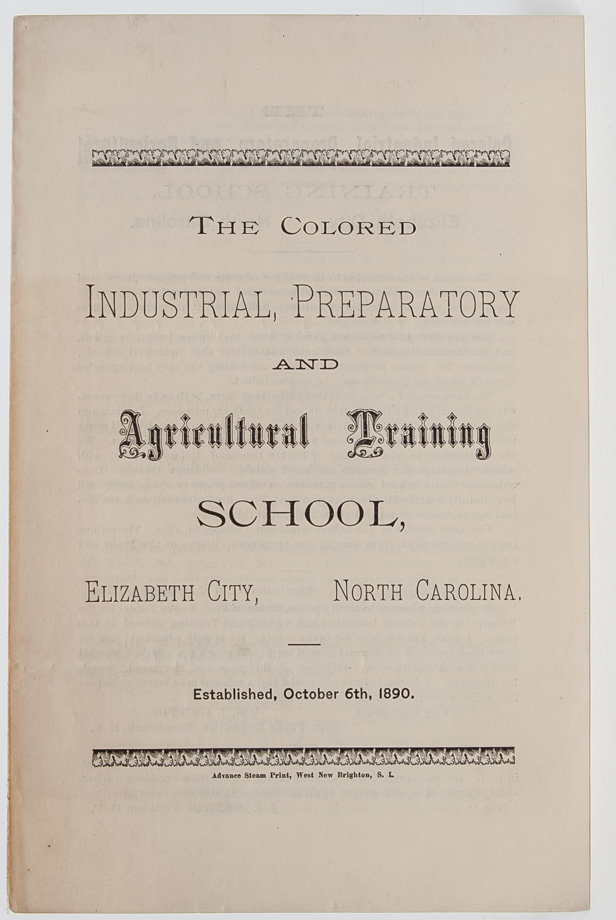 The Colored
Industrial, Preparatory
AND
Agricultural Training
SCHOOL,
Elizabeth City, North Carolina.
Established, October 6th, 1890.
Advance Steam Print, West New Brighton, S. I.